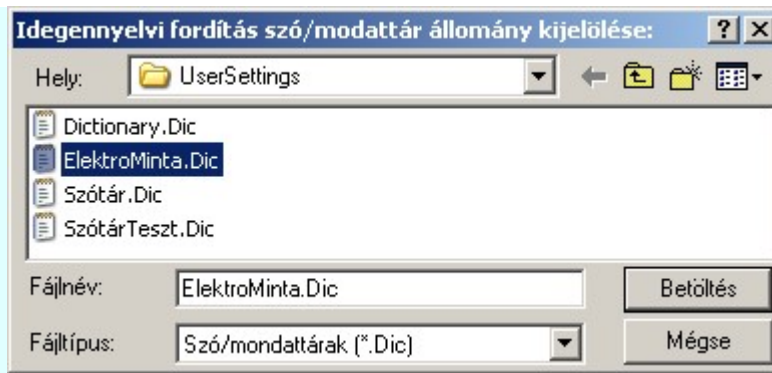 Idegennyelvi fordítás szó/modattár állomány kijelölése:
Hely: UserSettings
Dictionary.Dic
ElektroMinta.Dic
Szótár.Dic
SzótárTeszt.Dic
Fájlnév: ElektroMinta.Dic Betöltés
Fájltípus: Szó/mondattárak (*.Dic) Mégse